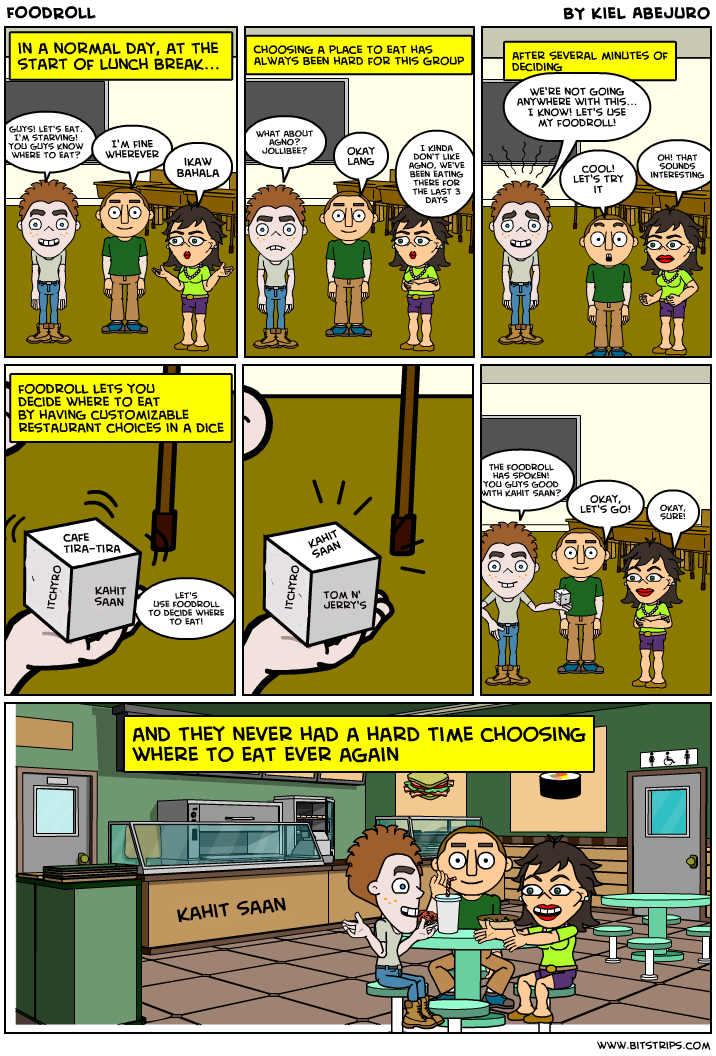 FOODROLL
BY KIEL ABEJURO
IN A NORMAL DAY, AT THE
START OF LUNCH BREAK...
GUYS! LET'S EAT.
I'M STARVING!
YOU GUYS KNOW
WHERE TO EAT?
I'M FINE
WHEREVER
IKAW
BAHALA
CHOOSING A PLACE TO EAT HAS
ALWAYS BEEN HARD FOR THIS GROUP
WHAT ABOUT
AGNO?
JOLLIBEE?
OKAY
LANG
I KINDA
DON'T LIKE
AGNO, WE'VE
BEEN EATING
THERE FOR
THE LAST 3
DAYS
AFTER SEVERAL MINUTES OF
DECIDING
WE'RE NOT GOING
ANYWHERE WITH THIS...
I KNOW! LET'S USE
MY FOODROLL!
COOL!
LET'S TRY
IT
OH! THAT
SOUNDS
INTERESTING
FOODROLL LETS YOU
DECIDE WHERE TO EAT
BY HAVING CUSTOMIZABLE
RESTAURANT CHOICES IN A DICE
CAFE
TIRA-TIRA
ITCHYRO
KAHIT
SAAN
LET'S
USE FOODROLL
TO DECIDE WHERE
TO EAT!
KAHIT
SAAN
ITCHYRO
TOM N'
JERRY'S
THE FOODROLL
HAS SPOKEN!
YOU GUYS GOOD
WITH KAHIT SAAN?
OKAY,
LET'S GO!
OKAY,
SURE!
AND THEY NEVER HAD A HARD TIME CHOOSING
WHERE TO EAT EVER AGAIN
KAHIT SAAN
WWW.BITSTRIPS.COM